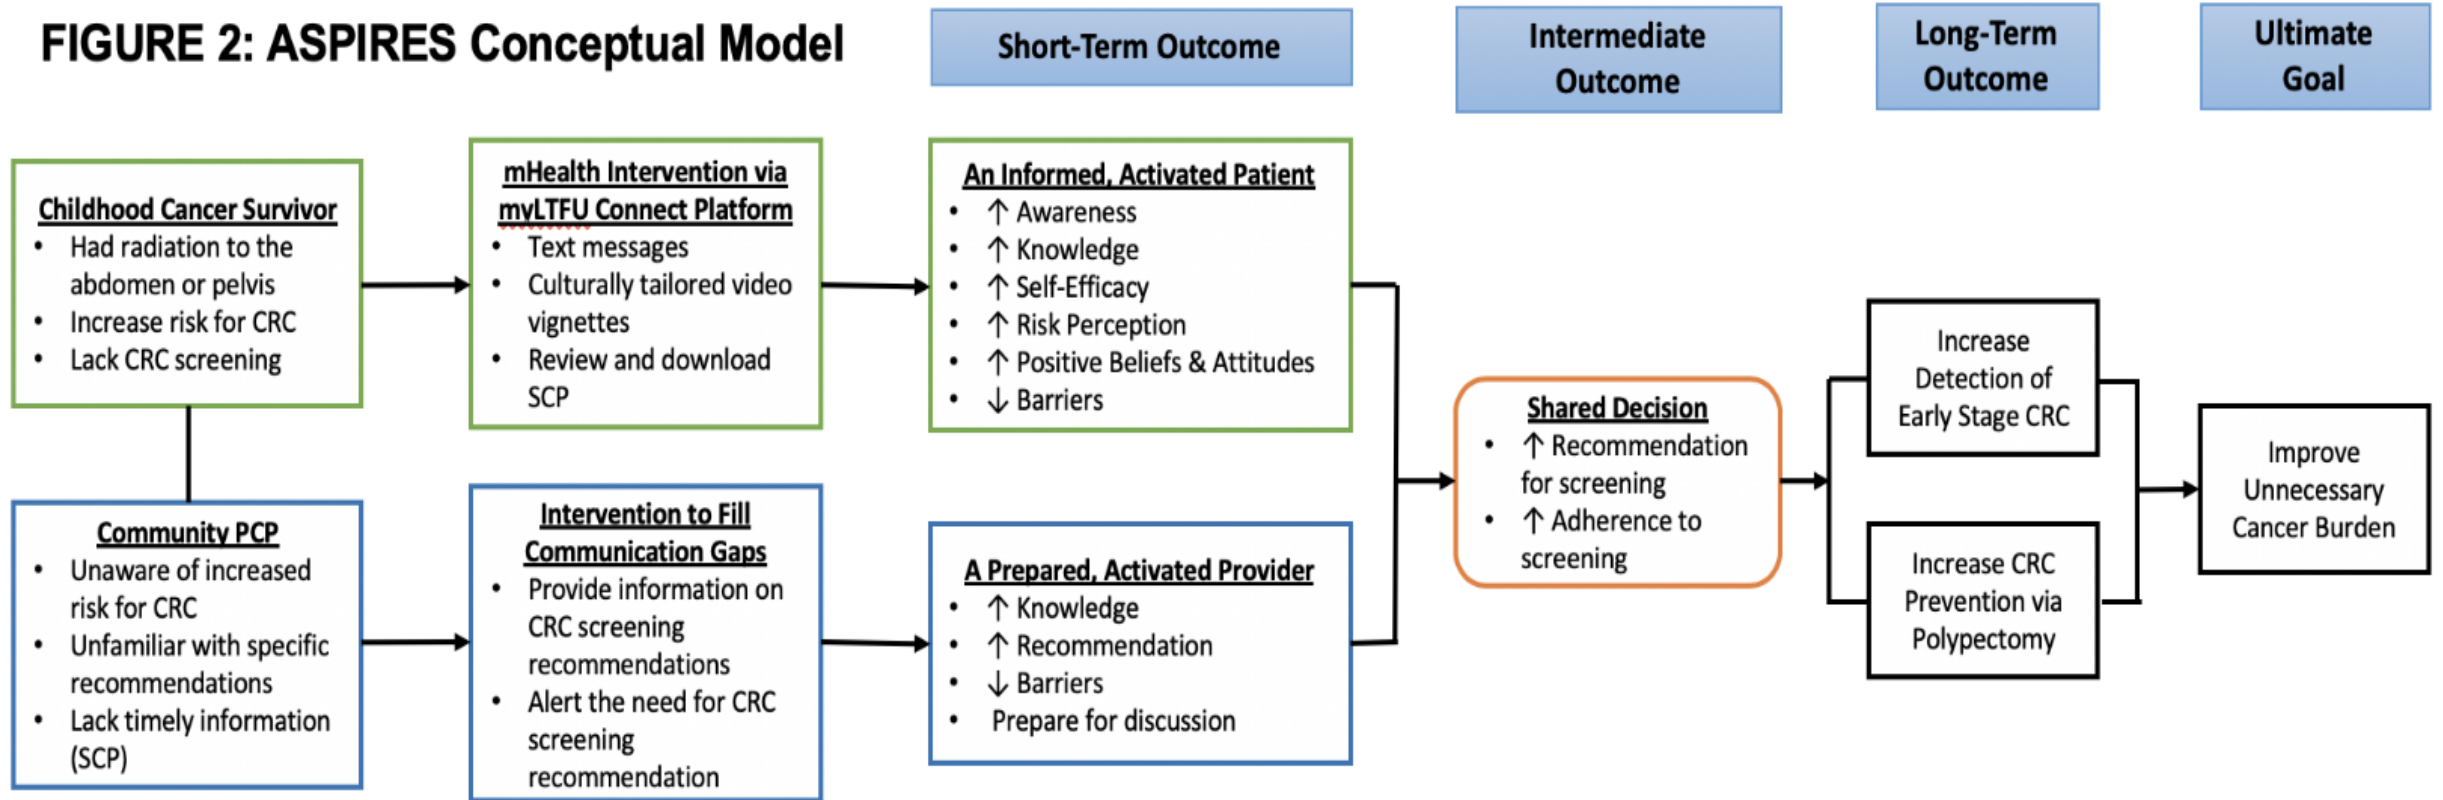 FIGURE 2: ASPIRES Conceptual Model
Short-Term Outcome
Intermediate
Outcome
Long-Term
Outcome
Ultimate
Goal
Childhood Cancer Survivor
• Had radiation to the
abdomen or pelvis
• Increase risk for CRC
• Lack CRC screening
mHealth Intervention via
myLTFU Connect Platform
• Text messages
• Culturally tailored video
vignettes
• Review and download
SCP
An Informed, Activated Patient
• ↑ Awareness
• ↑ Knowledge
• ↑ Self-Efficacy
• ↑ Risk Perception
• ↑ Positive Beliefs & Attitudes
• ↓ Barriers
Community PCP
• Unaware of increased
risk for CRC
• Unfamiliar with specific
recommendations
• Lack timely information
(SCP)
Intervention to Fill
Communication Gaps
• Provide information on
CRC screening
recommendations
• Alert the need for CRC
screening
recommendation
A Prepared, Activated Provider
• ↑ Knowledge
• ↑ Recommendation
• ↓ Barriers
• Prepare for discussion
Shared Decision
• ↑ Recommendation
for screening
• ↑ Adherence to
screening
Increase
Detection of
Early Stage CRC
Increase CRC
Prevention via
Polypectomy
Improve
Unnecessary
Cancer Burden